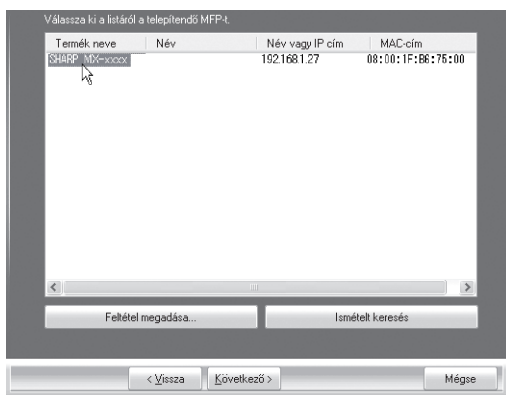 Válassza ki a listáról a telepítendő MFP-t.
Termék neve Név Név vagy IP cím MAC-cím
SHARP MX-xxxx 192.168.1.27 08:00:1F:B6:75:00
Feltétel megadása... Ismételt keresés
< Vissza Következő > Mégse